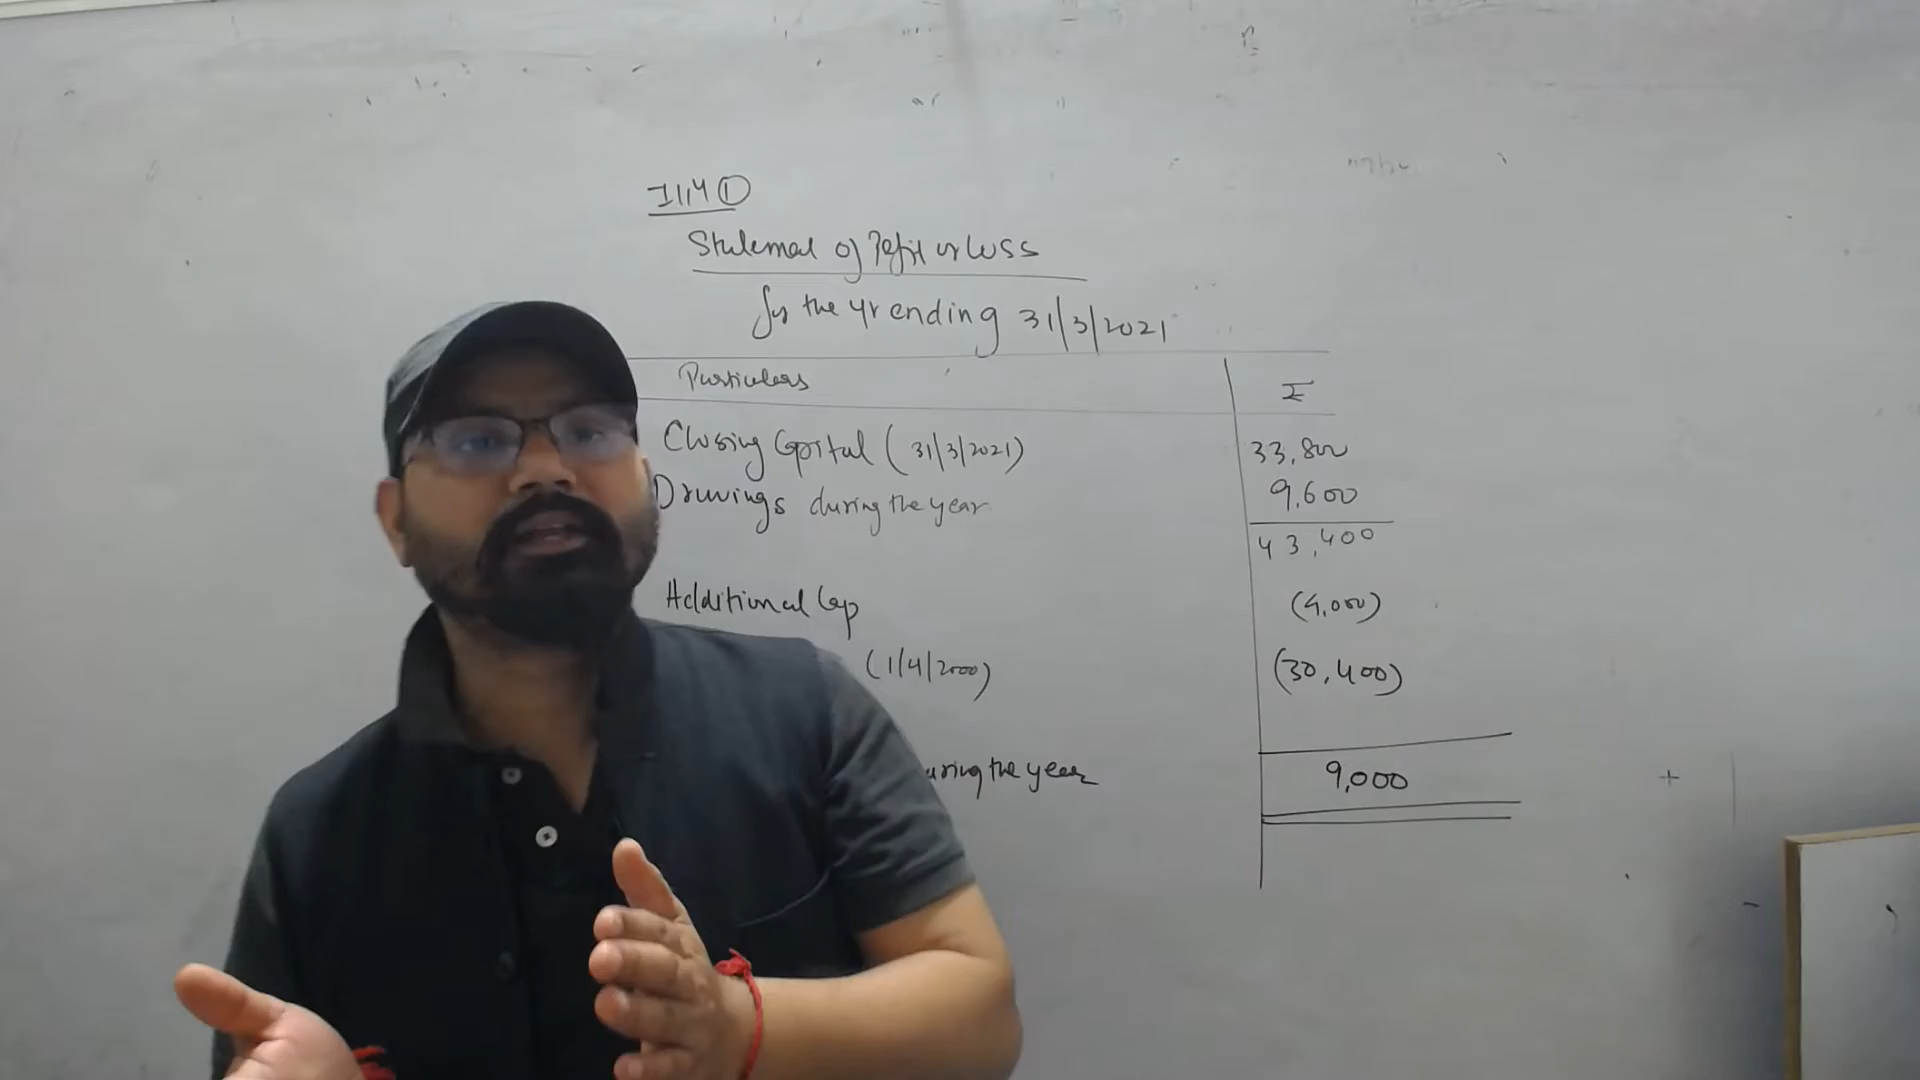 Ill ①
Statement of Profit or Loss
for the yr ending 31/3/2021
Particulars ₹
Closing Capital (31/3/2021) 33,800
Drawings during the year 9,600
43,400
Additional Cap (4,000)
(1/4/2000) (30,400)
uring the year 9,000